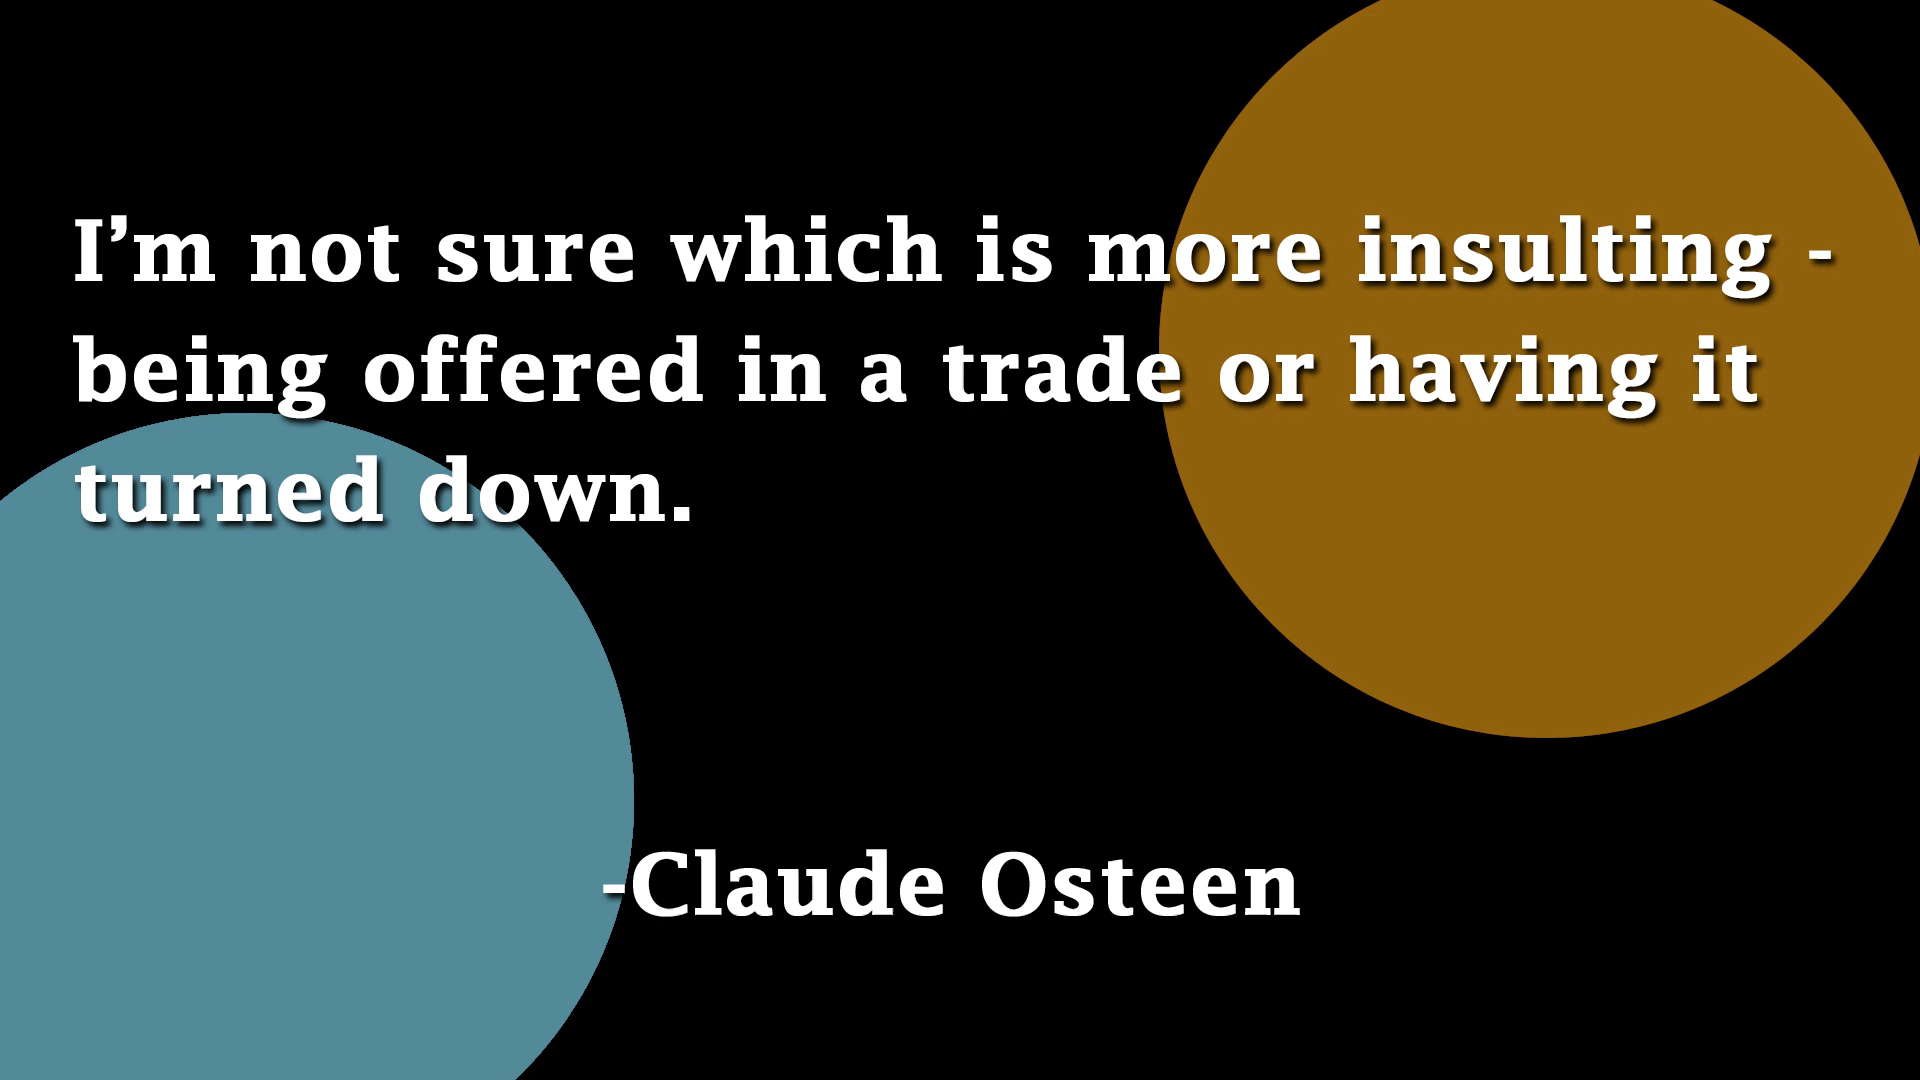 I’m not sure which is more insulting -
being offered in a trade or having it
turned down.
-Claude Osteen